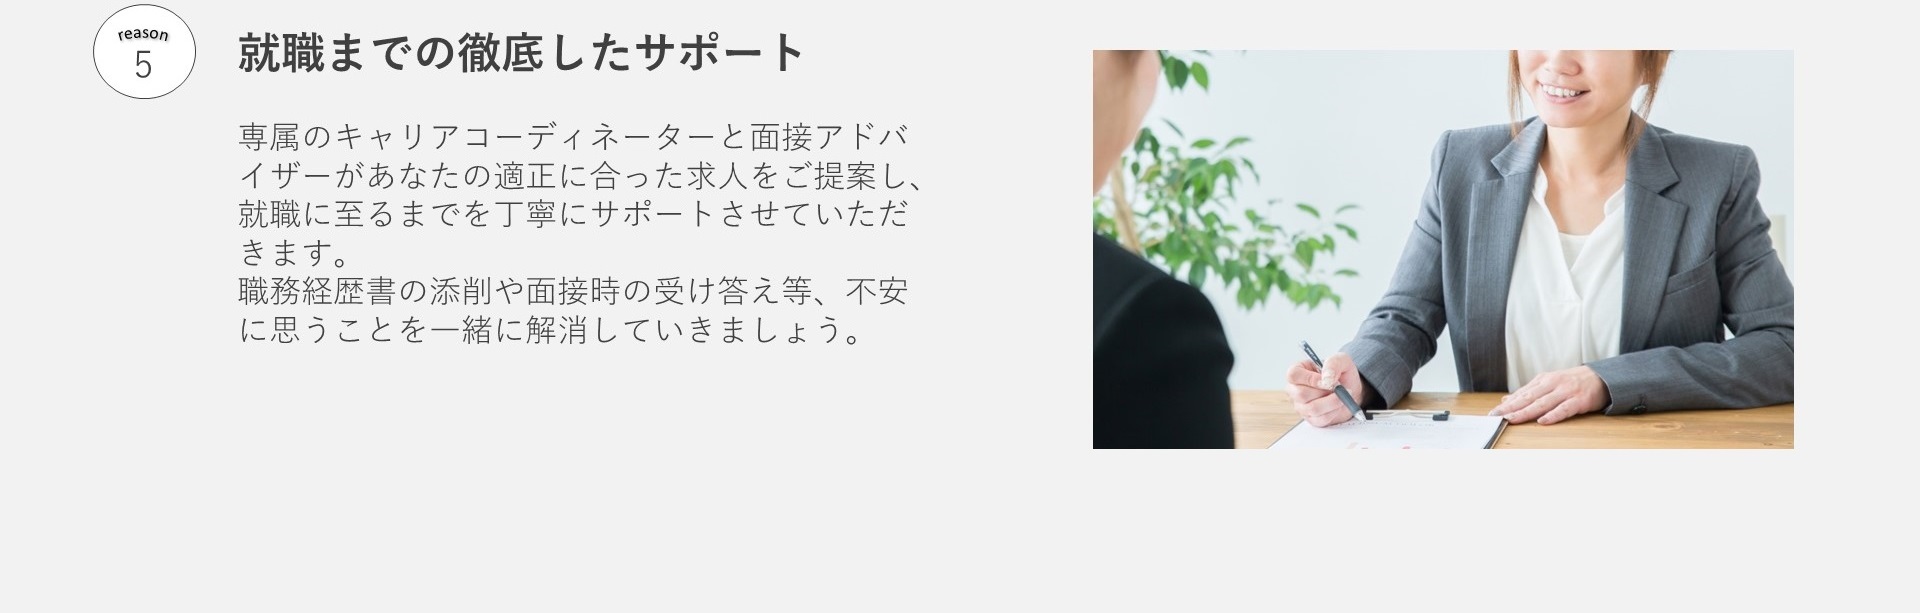 reason
5
就職までの徹底したサポート
専属のキャリアコーディネーターと面接アドバ
イザーがあなたの適正に合った求人をご提案し、
就職に至るまでを丁寧にサポートさせていただ
きます。
職務経歴書の添削や面接時の受け答え等、不安
に思うことを一緒に解消していきましょう。